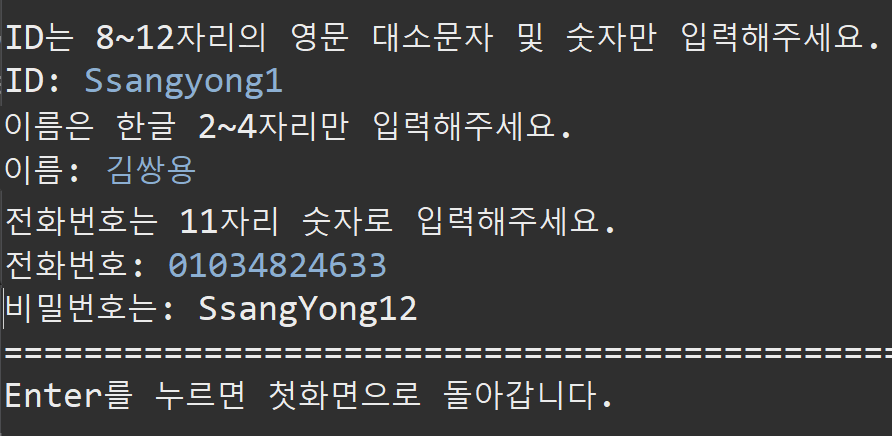 ID는 8~12자리의 영문 대소문자 및 숫자만 입력해주세요.
ID: Ssangyong1
이름은 한글 2~4자리만 입력해주세요.
이름: 김쌍용
전화번호는 11자리 숫자로 입력해주세요.
전화번호: 01034824633
비밀번호는: SsangYong12
============================================
Enter를 누르면 첫화면으로 돌아갑니다.